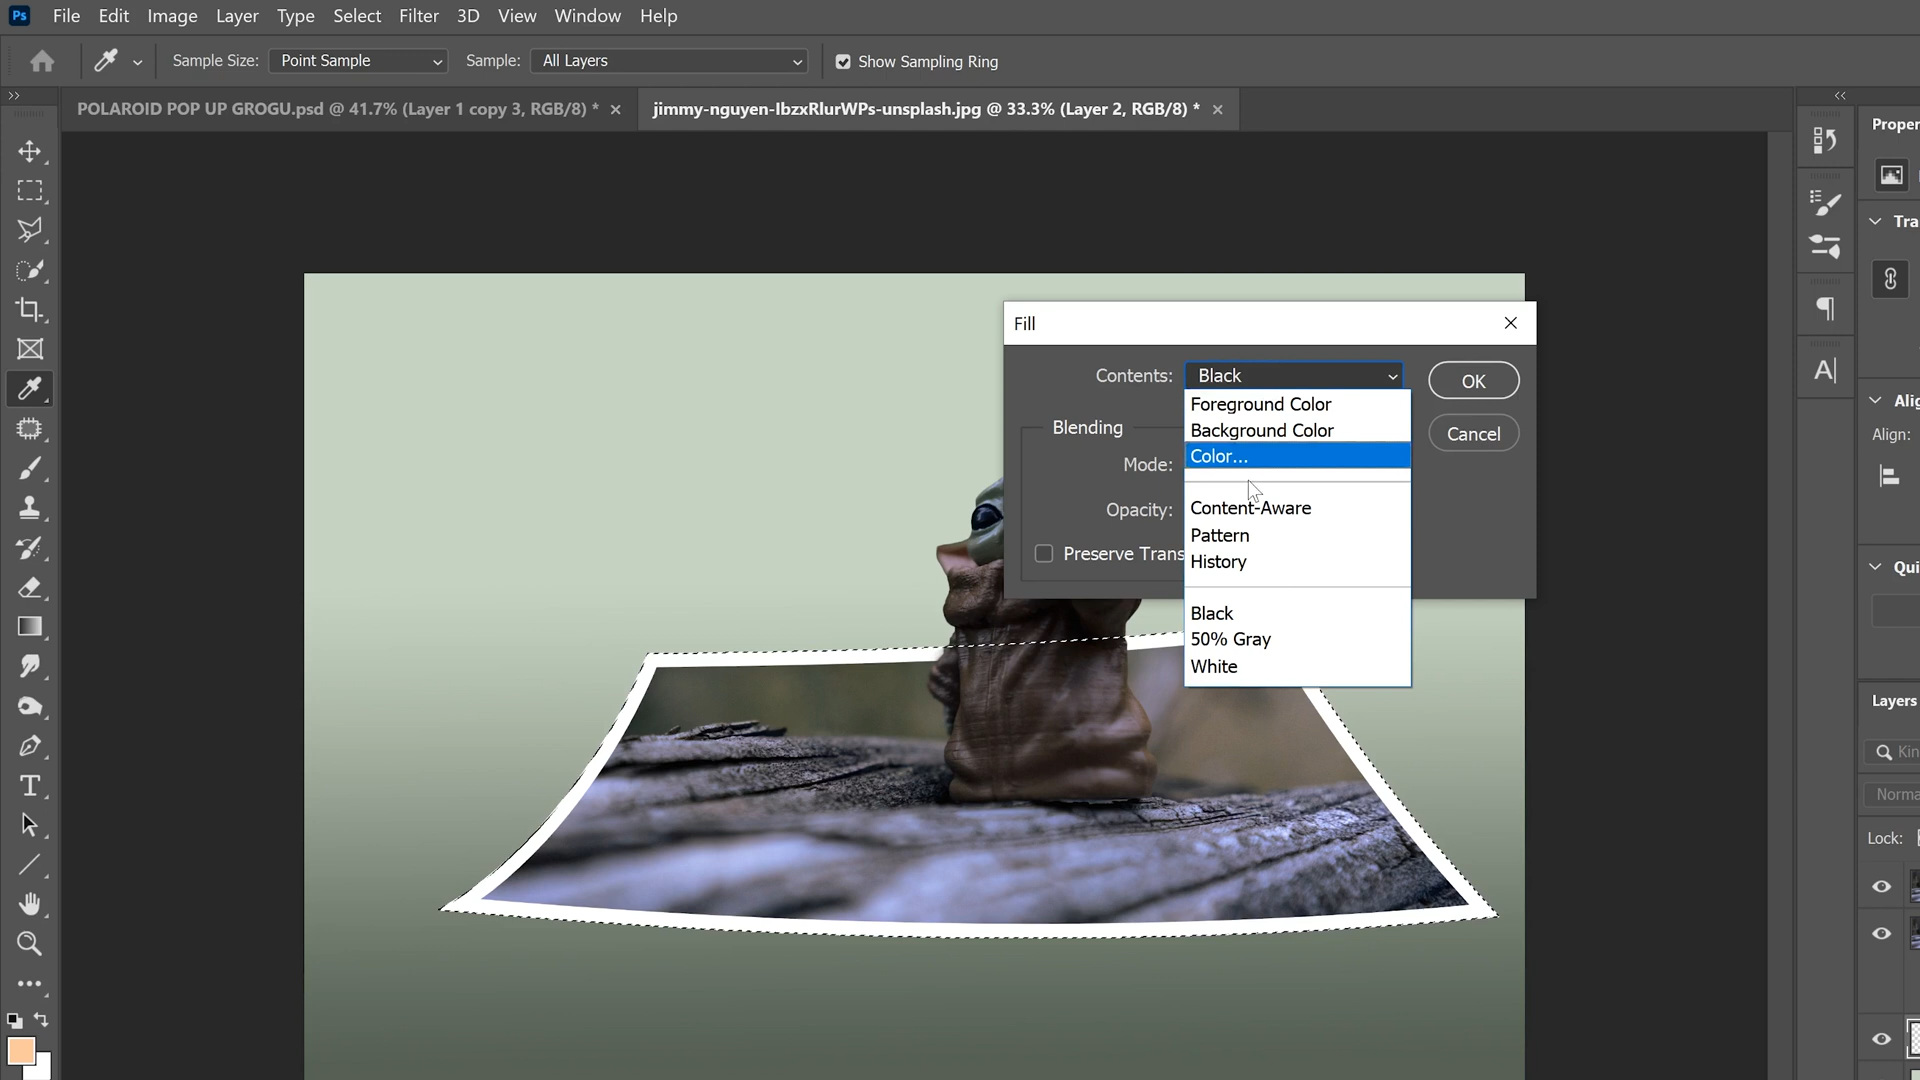 Ps File Edit Image Layer Type Select Filter 3D View Window Help
Sample Size: Point Sample Sample: All Layers Show Sampling Ring
POLAROID POP UP GROGU.psd @ 41.7% (Layer 1 copy 3, RGB/8) * jimmy-nguyen-IbzxRlurWPs-unsplash.jpg @ 33.3% (Layer 2, RGB/8) *
Proper
Tra
Fill
Contents: Black
OK
Foreground Color
Background Color
Cancel
Blending
Color...
Mode:
Content-Aware
Opacity:
Pattern
Preserve Trans
History
Black
50% Gray
White
Alig
Align:
Qui
Layers
Kin
Norma
Lock: